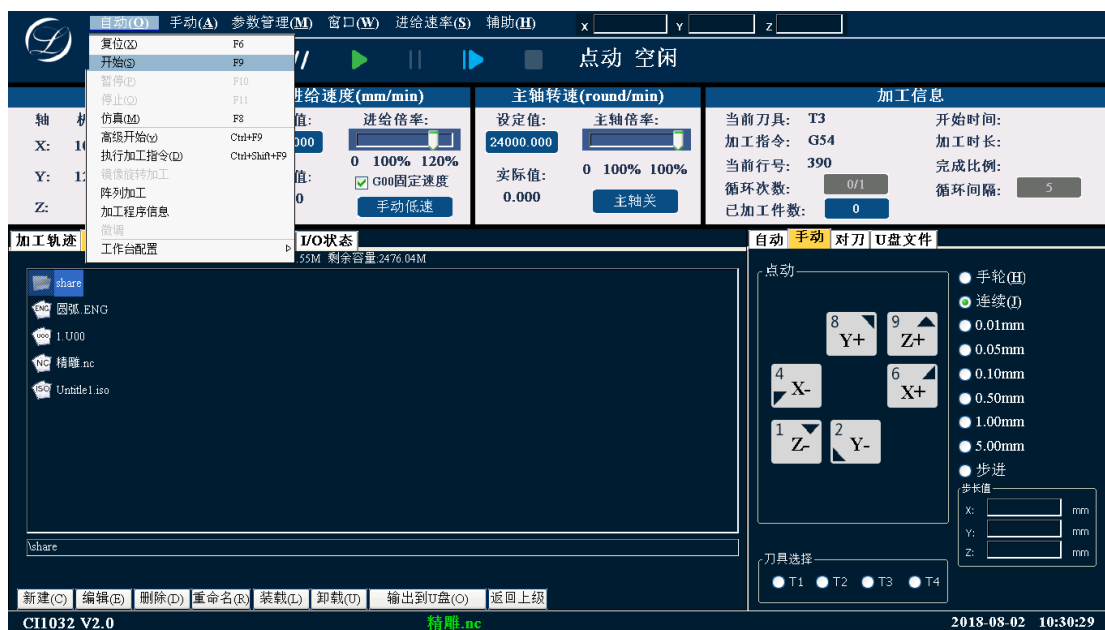 自动(O) 手动(A) 参数管理(M) 窗口(W) 进给速率(S) 辅助(H) X Y Z
复位(X) F6
开始(S) F9
暂停(P) F10
停止(O) F11
仿真(M) F8
高级开始(Y) Ctrl+F9
执行加工指令(D) Ctrl+Shift+F9
镜像旋转加工
阵列加工
加工程序信息
微调
工作台配置
点动 空闲
轴
X: 1
Y: 1
Z:
进给速度(mm/min)
值: 进给倍率:
000
0 100% 120%
值: G00固定速度
0 手动低速
主轴转速(round/min)
设定值: 主轴倍率:
24000.000
0 100% 100%
实际值:
0.000 主轴关
加工信息
当前刀具: T3 开始时间:
加工指令: G54 加工时长:
当前行号: 390 完成比例:
循环次数: 0/1 循环间隔: 5
已加工件数: 0
加工轨迹 I/O状态
.55M 剩余容量:2476.04M
share
ENG 圆弧.ENG
U00 1.U00
NC 精雕.nc
ISO Untitle1.iso
\share
新建(C) 编辑(E) 删除(D) 重命名(R) 装载(L) 卸载(U) 输出到U盘(O) 返回上级
自动 手动 对刀 U盘文件
点动
8 Y+ 9 Z+
4 X- 6 X+
1 Z- 2 Y-
手轮(H)
连续(J)
0.01mm
0.05mm
0.10mm
0.50mm
1.00mm
5.00mm
步进
步长值
X: mm
Y: mm
Z: mm
刀具选择
T1 T2 T3 T4
CI1032 V2.0 精雕.nc 2018-08-02 10:30:29